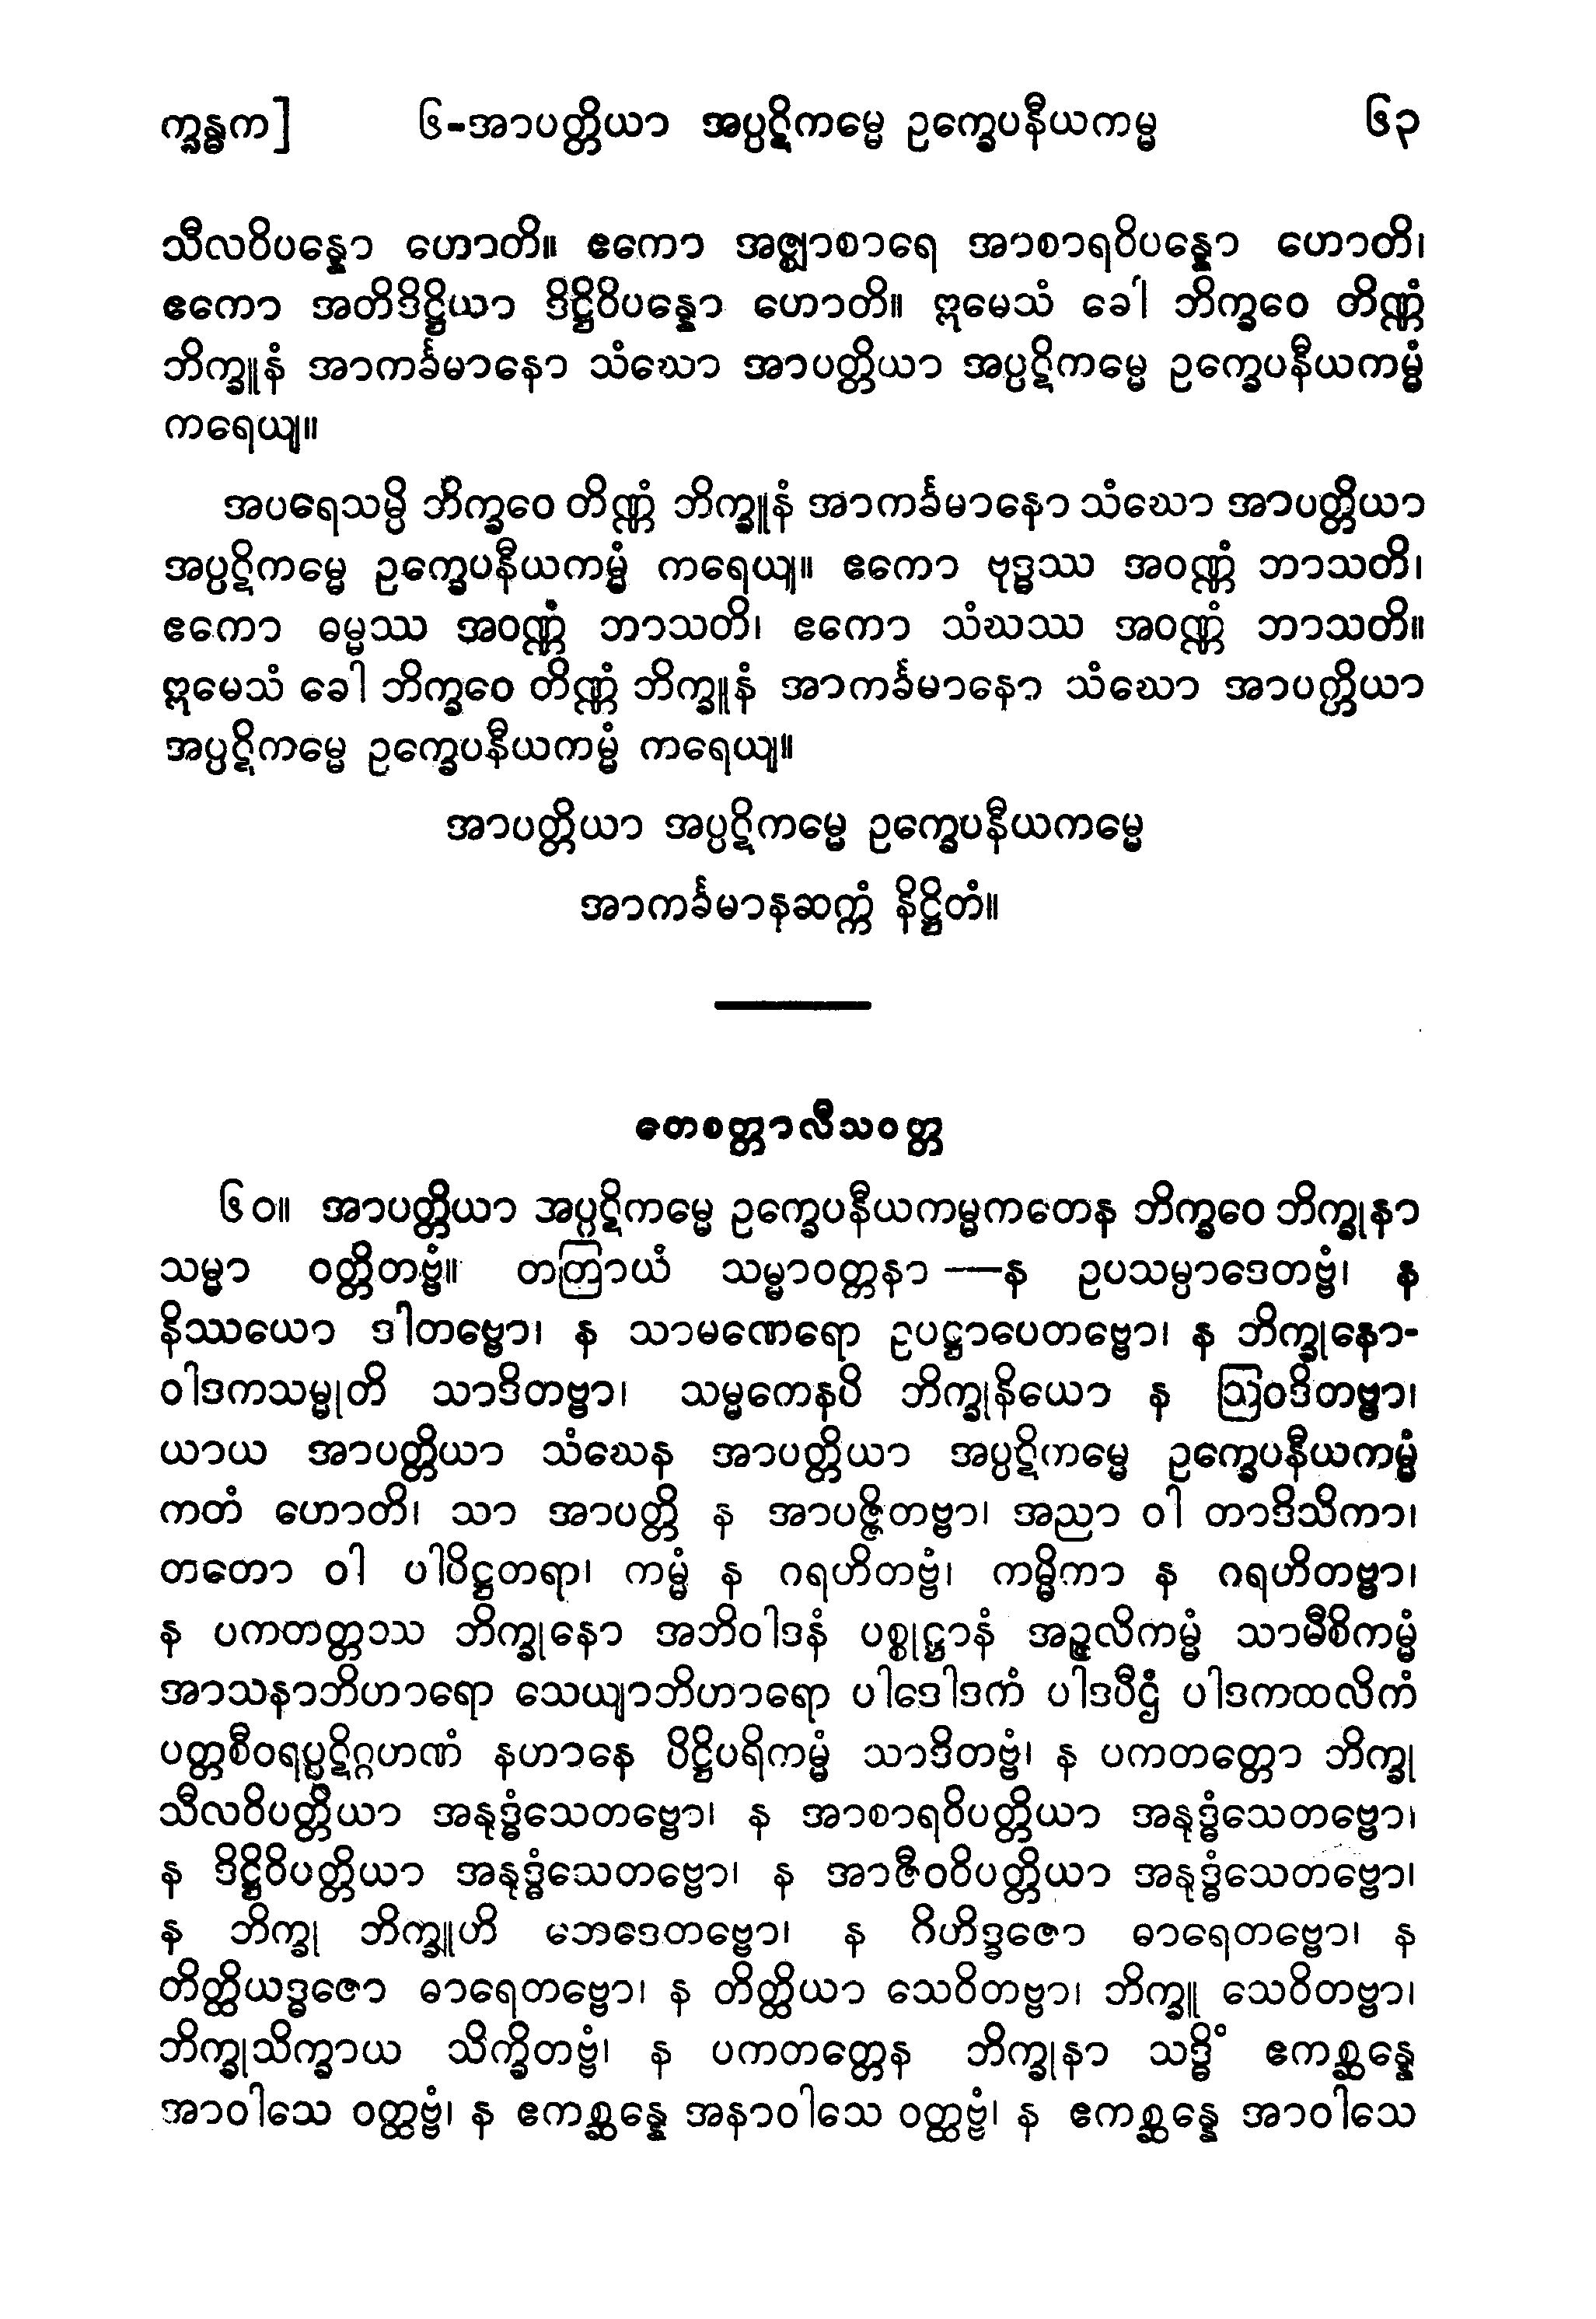 က္ခန္ဓက] ၆-အာပတ္တိယာ အပ္ပဋိကမ္မေ ဥက္ခေပနီယကမ္မ ၆၃
သီလဝိပန္နော ဟောတိ။ ဧကော အဇ္ဈာစာရေ အာစာရဝိပန္နော ဟောတိ၊
ဧကော အတိဒိဋ္ဌိယာ ဒိဋ္ဌိဝိပန္နော ဟောတိ။ ဣမေသံ ခေါ ဘိက္ခဝေ တိဏ္ဏံ
ဘိက္ခူနံ အာကင်္ခမာနော သံဃော အာပတ္တိယာ အပ္ပဋိကမ္မေ ဥက္ခေပနီယကမ္မံ
ကရေယျ။
အပရေသမ္ပိ ဘိက္ခဝေ တိဏ္ဏံ ဘိက္ခူနံ အာကင်္ခမာနော သံဃော အာပတ္တိယာ
အပ္ပဋိကမ္မေ ဥက္ခေပနီယကမ္မံ ကရေယျ။ ဧကော ဗုဒ္ဓဿ အဝဏ္ဏံ ဘာသတိ၊
ဧကော ဓမ္မဿ အဝဏ္ဏံ ဘာသတိ၊ ဧကော သံဃဿ အဝဏ္ဏံ ဘာသတိ။
ဣမေသံ ခေါ ဘိက္ခဝေ တိဏ္ဏံ ဘိက္ခူနံ အာကင်္ခမာနော သံဃော အာပတ္တိယာ
အပ္ပဋိကမ္မေ ဥက္ခေပနီယကမ္မံ ကရေယျ။
အာပတ္တိယာ အပ္ပဋိကမ္မေ ဥက္ခေပနီယကမ္မေ
အာကင်္ခမာနဆက္ကံ နိဋ္ဌိတံ။
တေစတ္တာလီသဝတ္တ
၆၀။ အာပတ္တိယာ အပ္ပဋိကမ္မေ ဥက္ခေပနီယကမ္မကတေန ဘိက္ခဝေ ဘိက္ခုနာ
သမ္မာ ဝတ္တိတဗ္ဗံ။ တတြာယံ သမ္မာဝတ္တနာ—န ဥပသမ္ပာဒေတဗ္ဗံ၊ န
နိဿယော ဒါတဗ္ဗော၊ န သာမဏေရော ဥပဋ္ဌာပေတဗ္ဗော၊ န ဘိက္ခုနော-
ဝါဒကသမ္မုတိ သာဒိတဗ္ဗာ၊ သမ္မကေနပိ ဘိက္ခုနိယော န ဩဝဒိတဗ္ဗာ၊
ယာယ အာပတ္တိယာ သံဃေန အာပတ္တိယာ အပ္ပဋိကမ္မေ ဥက္ခေပနီယကမ္မံ
ကတံ ဟောတိ၊ သာ အာပတ္တိ န အာပဇ္ဇိတဗ္ဗာ၊ အညာ ဝါ တာဒိသိကာ၊
တတော ဝါ ပါပိဋ္ဌတရာ၊ ကမ္မံ န ဂရဟိတဗ္ဗံ၊ ကမ္မိကာ န ဂရဟိတဗ္ဗာ၊
န ပကတတ္တဿ ဘိက္ခုနော အဘိဝါဒနံ ပစ္စုဋ္ဌာနံ အဉ္ဇလိကမ္မံ သာမီစိကမ္မံ
အာသနာဘိဟာရော သေယျာဘိဟာရော ပါဒေါဒကံ ပါဒပီဌံ ပါဒကထလိကံ
ပတ္တစီဝရပ္ပဋိဂ္ဂဟဏံ နဟာနေ ပိဋ္ဌိပရိကမ္မံ သာဒိတဗ္ဗံ၊ န ပကတတ္တော ဘိက္ခု
သီလဝိပတ္တိယာ အနုဒ္ဓံသေတဗ္ဗော၊ န အာစာရဝိပတ္တိယာ အနုဒ္ဓံသေတဗ္ဗော၊
န ဒိဋ္ဌိဝိပတ္တိယာ အနုဒ္ဓံသေတဗ္ဗော၊ န အာဇီဝဝိပတ္တိယာ အနုဒ္ဓံသေတဗ္ဗော၊
န ဘိက္ခု ဘိက္ခူဟိ ဘေဒေတဗ္ဗော၊ န ဂိဟိဒ္ဓဇော ဓာရေတဗ္ဗော၊ န
တိတ္ထိယဒ္ဓဇော ဓာရေတဗ္ဗော၊ န တိတ္ထိယာ သေဝိတဗ္ဗာ၊ ဘိက္ခူ သေဝိတဗ္ဗာ၊
ဘိက္ခုသိက္ခာယ သိက္ခိတဗ္ဗံ၊ န ပကတတ္တေန ဘိက္ခုနာ သဒ္ဓိံ ဧကစ္ဆန္နေ
အာဝါသေ ဝတ္ထဗ္ဗံ၊ န ဧကစ္ဆန္နေ အနာဝါသေ ဝတ္ထဗ္ဗံ၊ န ဧကစ္ဆန္နေ အာဝါသေ